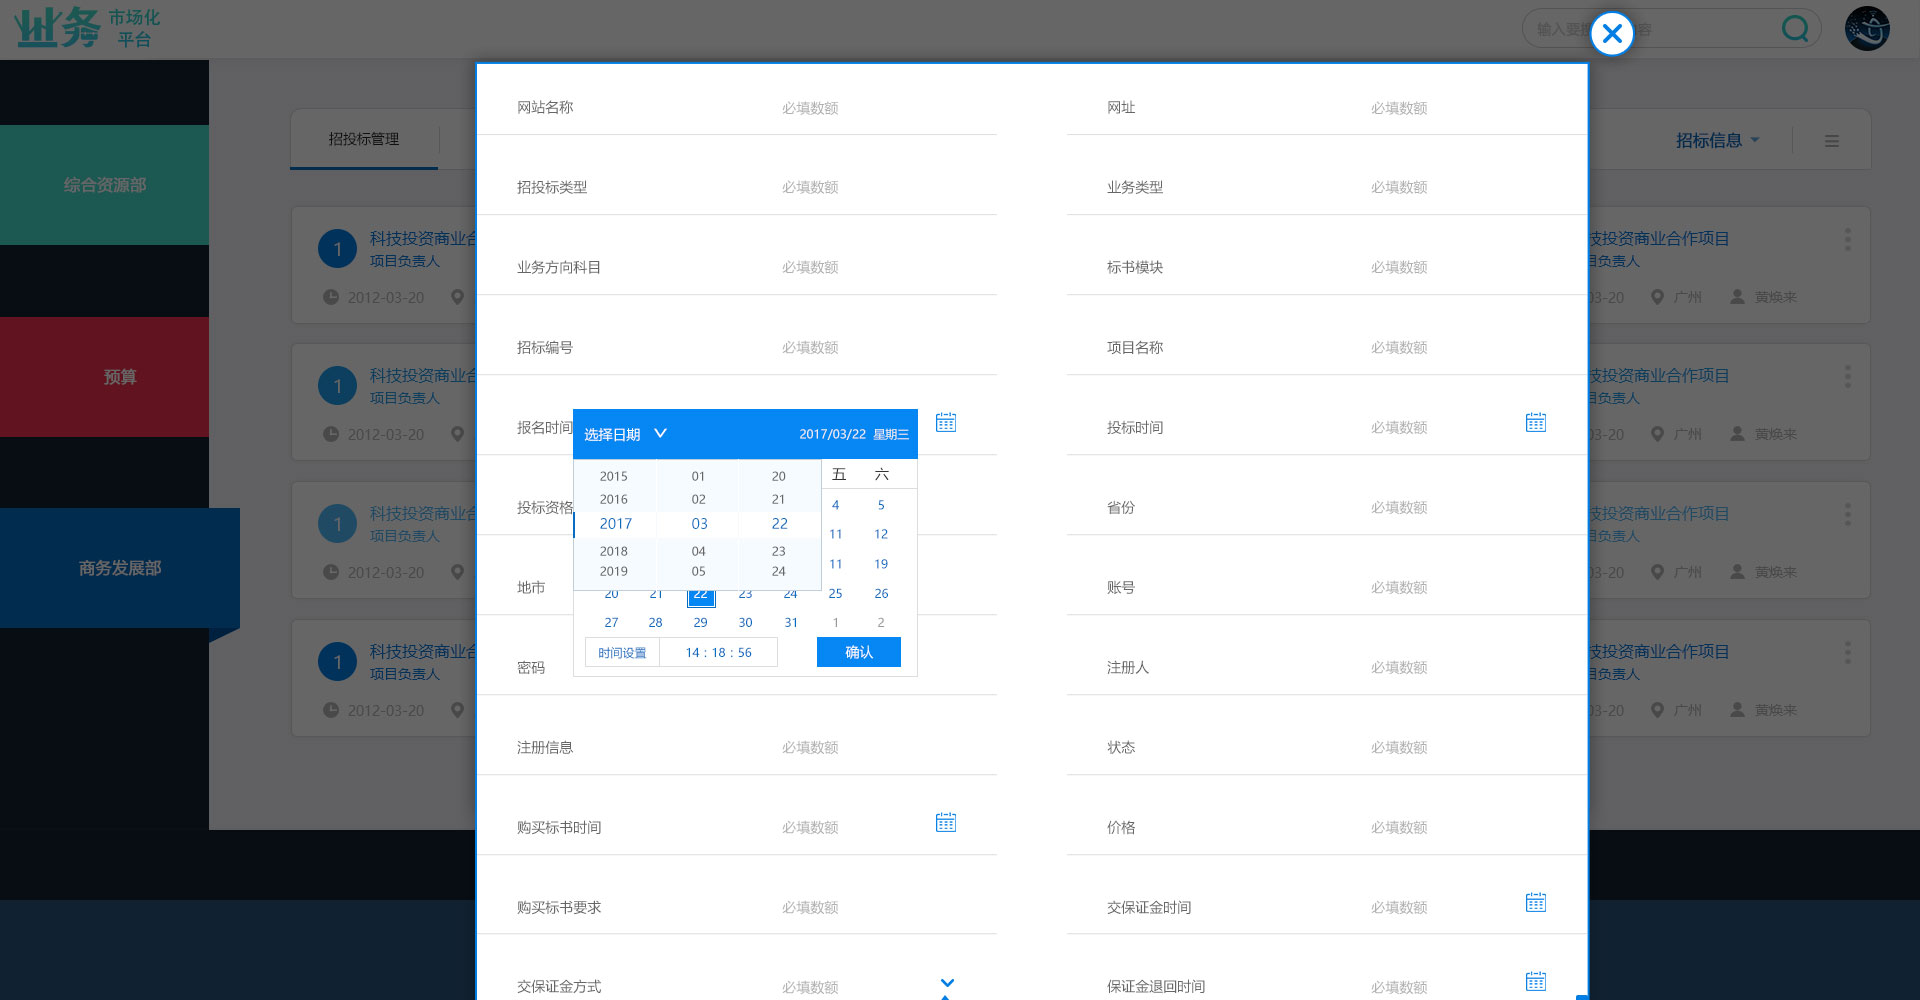 业务 市场化
平台
输入要 容
招投标管理
招标信息
综合资源部
预算
商务发展部
1 科技投资商业合
项目负责人
2012-03-20
技投资商业合作项目
目负责人
03-20 广州 黄焕来
1 科技投资商业合
项目负责人
2012-03-20
技投资商业合作项目
目负责人
03-20 广州 黄焕来
1 科技投资商业合
项目负责人
2012-03-20
技投资商业合作项目
目负责人
03-20 广州 黄焕来
1 科技投资商业合
项目负责人
2012-03-20
技投资商业合作项目
目负责人
03-20 广州 黄焕来
网站名称 必填数额 网址 必填数额
招投标类型 必填数额 业务类型 必填数额
业务方向科目 必填数额 标书模块 必填数额
招标编号 必填数额 项目名称 必填数额
报名时间 投标时间 必填数额
投标资格 省份 必填数额
地市 账号 必填数额
密码 注册人 必填数额
选择日期 2017/03/22 星期三
五 六
2015 01 20
2016 02 21
2017 03 22
2018 04 23
2019 05 24
4 5
11 12
11 19
20 21 22 23 24 25 26
27 28 29 30 31 1 2
时间设置 14 : 18 : 56 确认
注册信息 必填数额 状态 必填数额
购买标书时间 必填数额 价格 必填数额
购买标书要求 必填数额 交保证金时间 必填数额
交保证金方式 必填数额 保证金退回时间 必填数额